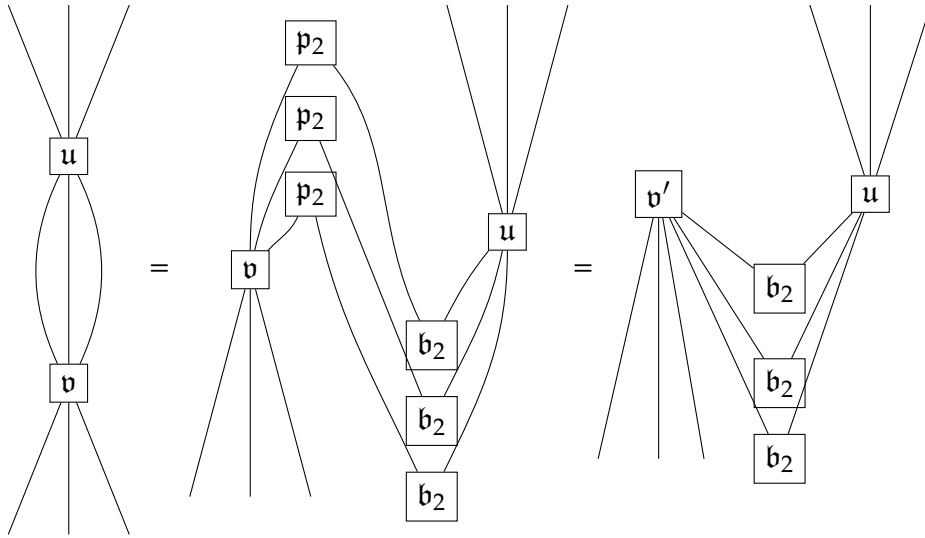 𝔲
𝔳
=
𝔭₂
𝔭₂
𝔭₂
𝔳
𝔲
𝔟₂
𝔟₂
𝔟₂
=
𝔳′
𝔲
𝔟₂
𝔟₂
𝔟₂